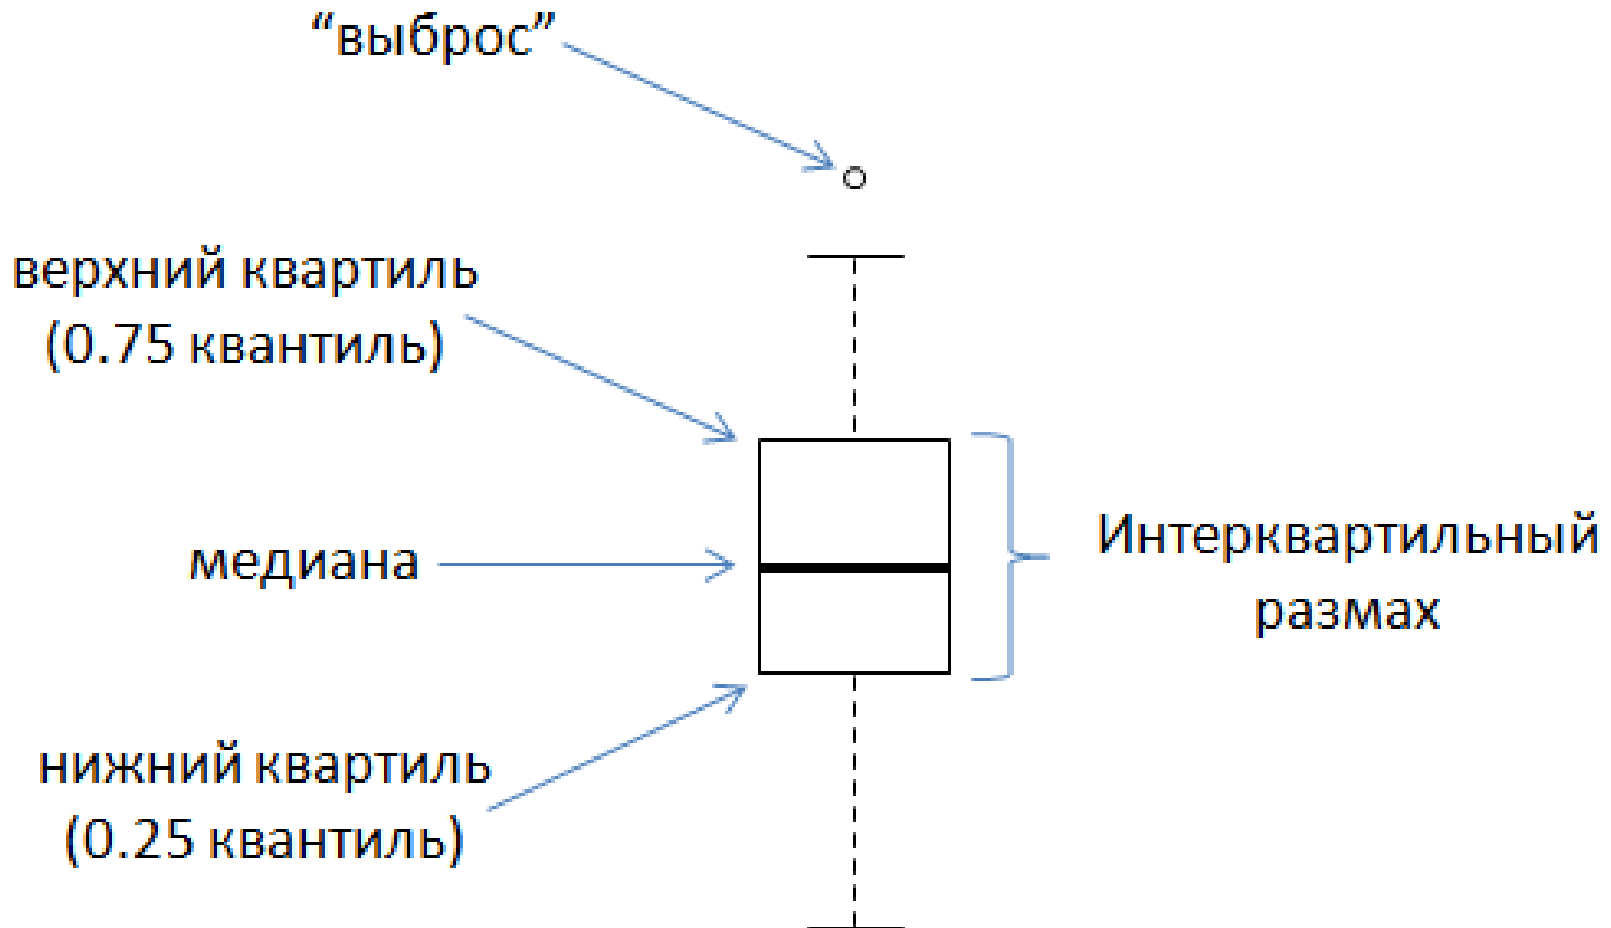 “выброс”
верхний квартиль
(0.75 квантиль)
медиана
Интерквартильный
размах
нижний квартиль
(0.25 квантиль)